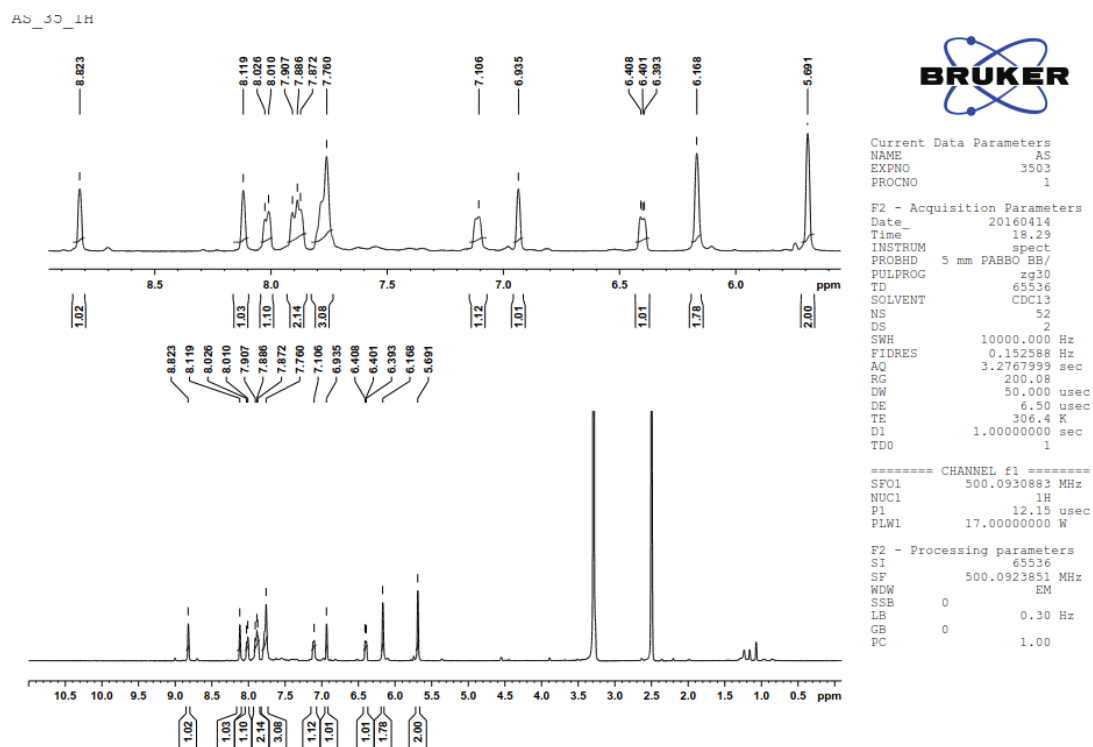 AS_35_1H
8.823
8.119
8.026
8.010
7.907
7.886
7.872
7.760
7.106
6.935
6.408
6.401
6.393
6.168
5.691
8.5 8.0 7.5 7.0 6.5 6.0 ppm
1.02
1.03
1.10
2.14
3.08
1.12
1.01
1.01
1.78
2.00
8.823
8.119
8.026
8.010
7.907
7.886
7.872
7.760
7.106
6.935
6.408
6.401
6.393
6.168
5.691
10.5 10.0 9.5 9.0 8.5 8.0 7.5 7.0 6.5 6.0 5.5 5.0 4.5 4.0 3.5 3.0 2.5 2.0 1.5 1.0 0.5 ppm
1.02
1.03
1.10
2.14
3.08
1.12
1.01
1.01
1.78
2.00
BRUKER
Current Data Parameters
NAME AS
EXPNO 3503
PROCNO 1
F2 - Acquisition Parameters
Date_ 20160414
Time 18.29
INSTRUM spect
PROBHD 5 mm PABBO BB/
PULPROG zg30
TD 65536
SOLVENT CDCl3
NS 52
DS 2
SWH 10000.000 Hz
FIDRES 0.152588 Hz
AQ 3.2767999 sec
RG 200.08
DW 50.000 usec
DE 6.50 usec
TE 306.4 K
D1 1.00000000 sec
TD0 1
======== CHANNEL f1 ========
SFO1 500.0930883 MHz
NUC1 1H
P1 12.15 usec
PLW1 17.00000000 W
F2 - Processing parameters
SI 65536
SF 500.0923851 MHz
WDW EM
SSB 0
LB 0.30 Hz
GB 0
PC 1.00